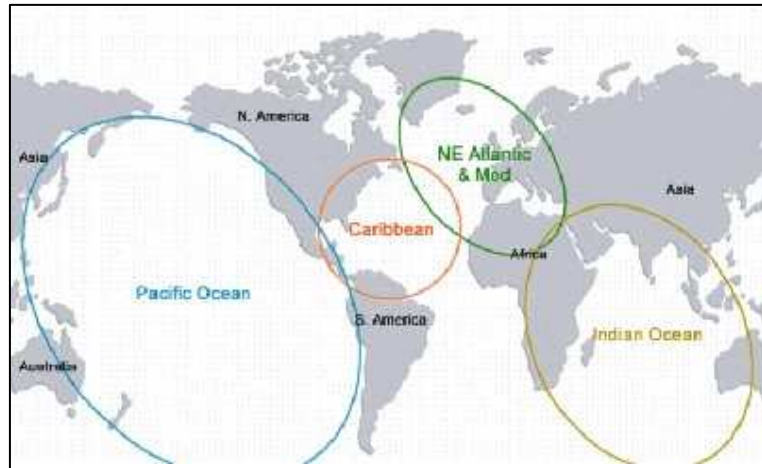 N. America
Asia
NE Atlantic
& Med
Asia
Caribbean
Africa
Pacific Ocean
S. America
Indian Ocean
Australia